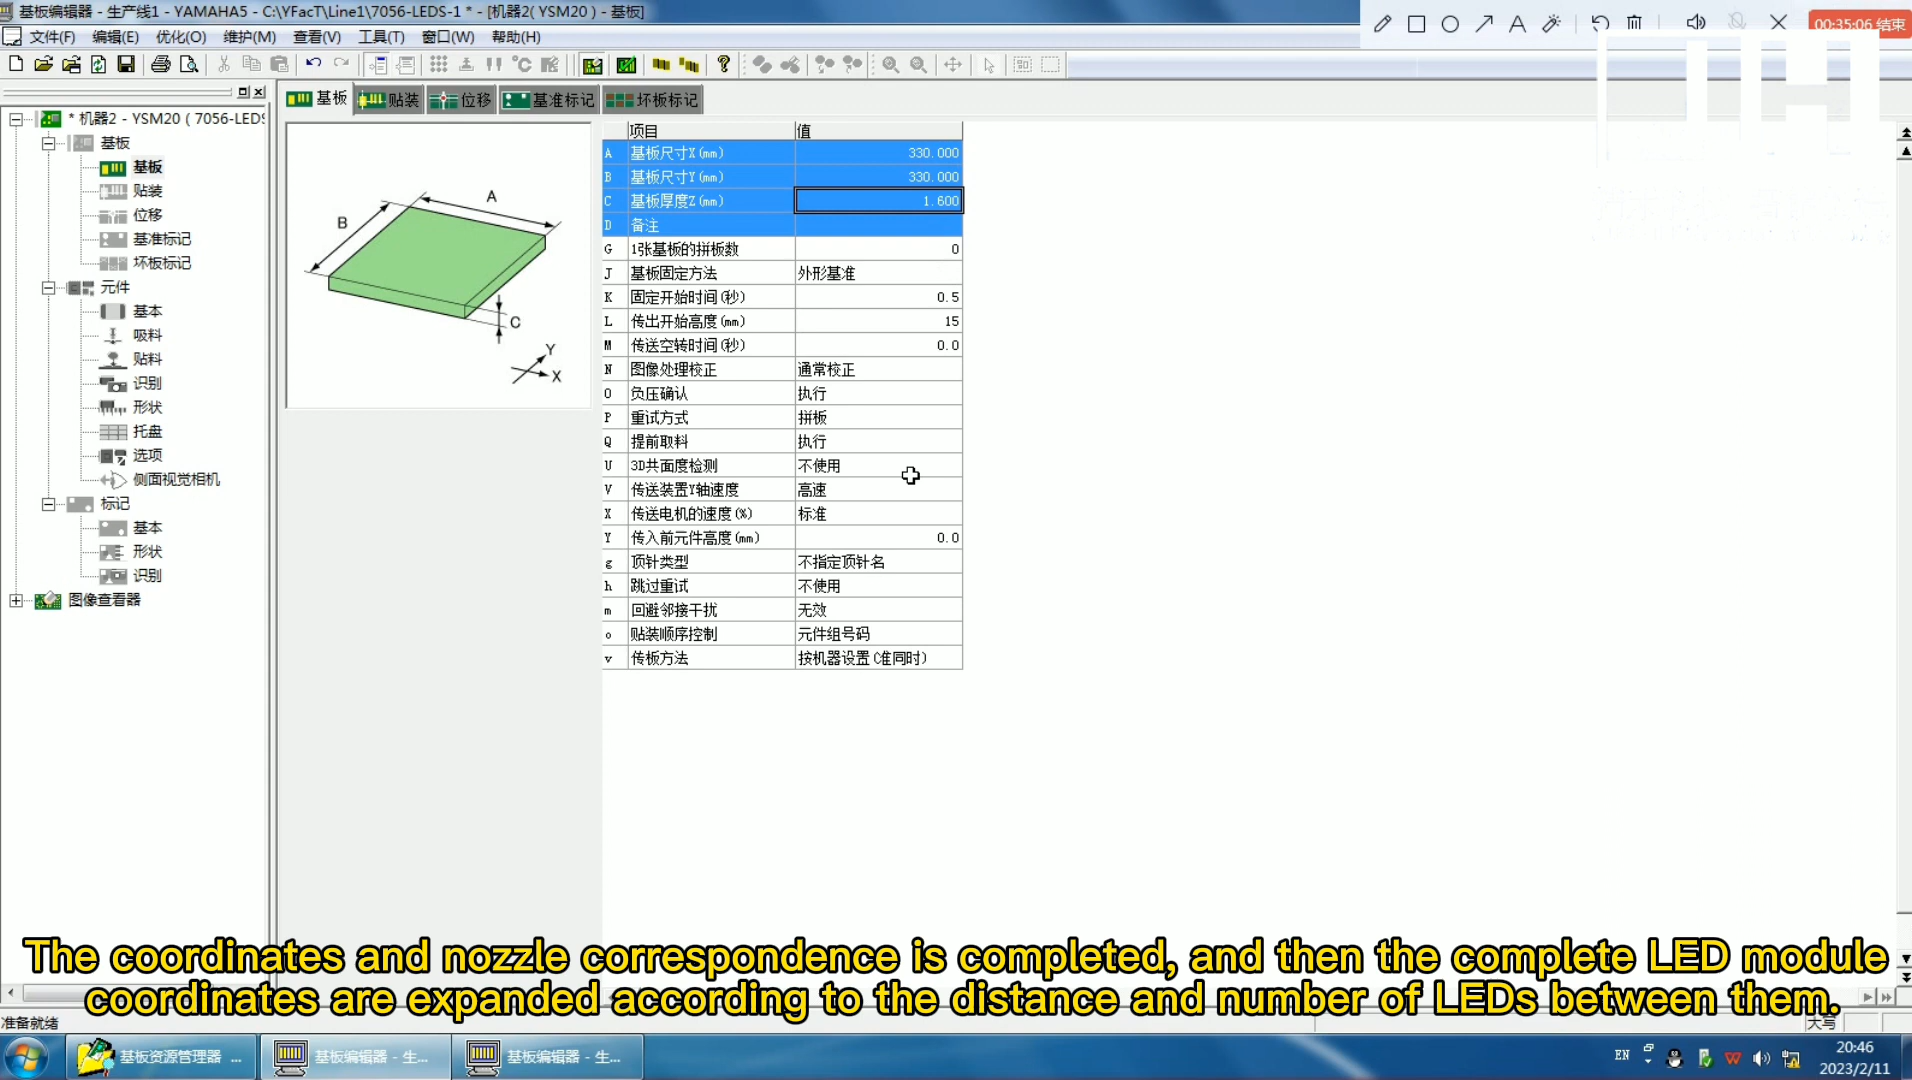 基板编辑器 - 生产线1 - YAMAHA5 - C:\YFacT\Line1\7056-LEDS-1 * - [机器2( YSM20 ) - 基板]
00:35:06 结束
文件(F) 编辑(E) 优化(O) 维护(M) 查看(V) 工具(T) 窗口(W) 帮助(H)
* 机器2 - YSM20 ( 7056-LEDS
基板
基板
贴装
位移
基准标记
坏板标记
元件
基本
吸料
贴料
识别
形状
托盘
选项
侧面视觉相机
标记
基本
形状
识别
图像查看器
基板 贴装 位移 基准标记 坏板标记
A
B
C
Y
X
项目 值
A 基板尺寸X(mm) 330.000
B 基板尺寸Y(mm) 330.000
C 基板厚度Z(mm) 1.600
D 备注
G 1张基板的拼板数 0
J 基板固定方法 外形基准
K 固定开始时间(秒) 0.5
L 传出开始高度(mm) 15
M 传送空转时间(秒) 0.0
N 图像处理校正 通常校正
O 负压确认 执行
P 重试方式 拼板
Q 提前取料 执行
U 3D共面度检测 不使用
V 传送装置Y轴速度 高速
X 传送电机的速度(%) 标准
Y 传入前元件高度(mm) 0.0
g 顶针类型 不指定顶针名
h 跳过重试 不使用
m 回避邻接干扰 无效
o 贴装顺序控制 元件组号码
v 传板方法 按机器设置(准同时)
The coordinates and nozzle correspondence is completed, and then the complete LED module
coordinates are expanded according to the distance and number of LEDs between them.
准备就绪
大写
基板资源管理器 ...
基板编辑器 - 生...
基板编辑器 - 生...
EN
20:46
2023/2/11